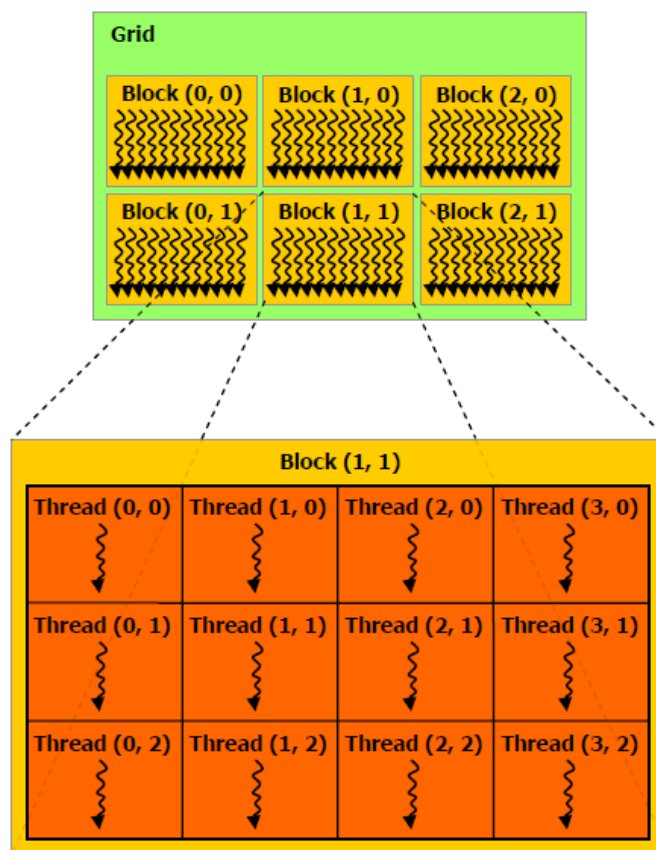 Grid
Block (0, 0) Block (1, 0) Block (2, 0)
Block (0, 1) Block (1, 1) Block (2, 1)
Block (1, 1)
Thread (0, 0) Thread (1, 0) Thread (2, 0) Thread (3, 0)
Thread (0, 1) Thread (1, 1) Thread (2, 1) Thread (3, 1)
Thread (0, 2) Thread (1, 2) Thread (2, 2) Thread (3, 2)